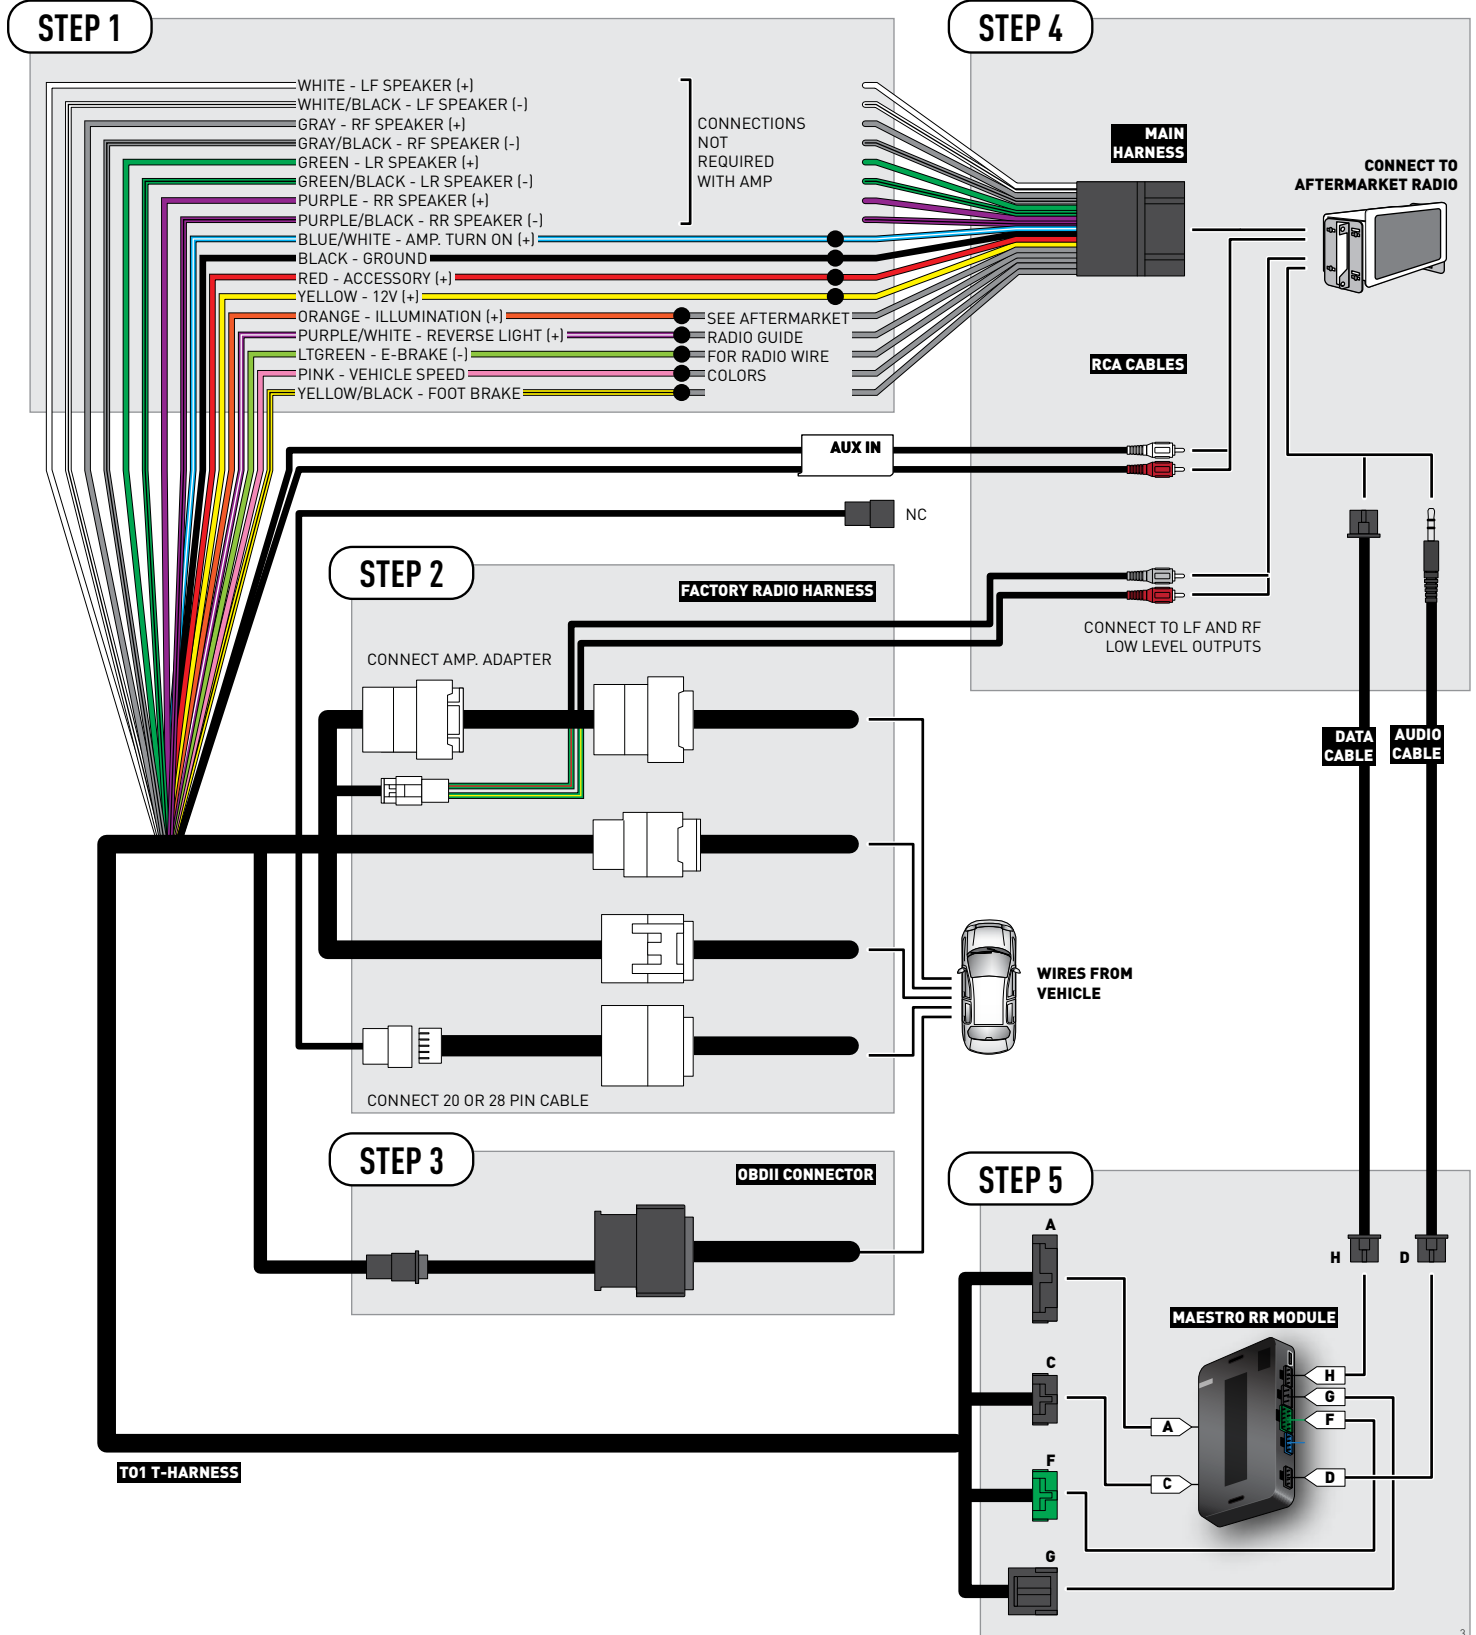 STEP 1
WHITE - LF SPEAKER (+)
WHITE/BLACK - LF SPEAKER (-)
GRAY - RF SPEAKER (+)
GRAY/BLACK - RF SPEAKER (-)
GREEN - LR SPEAKER (+)
GREEN/BLACK - LR SPEAKER (-)
PURPLE - RR SPEAKER (+)
PURPLE/BLACK - RR SPEAKER (-)
BLUE/WHITE - AMP. TURN ON (+)
BLACK - GROUND
RED - ACCESSORY (+)
YELLOW - 12V (+)
ORANGE - ILLUMINATION (+)
PURPLE/WHITE - REVERSE LIGHT (+)
LTGREEN - E-BRAKE (-)
PINK - VEHICLE SPEED
YELLOW/BLACK - FOOT BRAKE
CONNECTIONS
NOT
REQUIRED
WITH AMP
SEE AFTERMARKET
RADIO GUIDE
FOR RADIO WIRE
COLORS
STEP 4
MAIN
HARNESS
CONNECT TO
AFTERMARKET RADIO
RCA CABLES
AUX IN
NC
CONNECT TO LF AND RF
LOW LEVEL OUTPUTS
DATA
CABLE
AUDIO
CABLE
STEP 2
FACTORY RADIO HARNESS
CONNECT AMP. ADAPTER
CONNECT 20 OR 28 PIN CABLE
WIRES FROM
VEHICLE
STEP 3
OBDII CONNECTOR
T01 T-HARNESS
STEP 5
A
C
F
G
H
D
MAESTRO RR MODULE
H
G
F
D
A
C
3